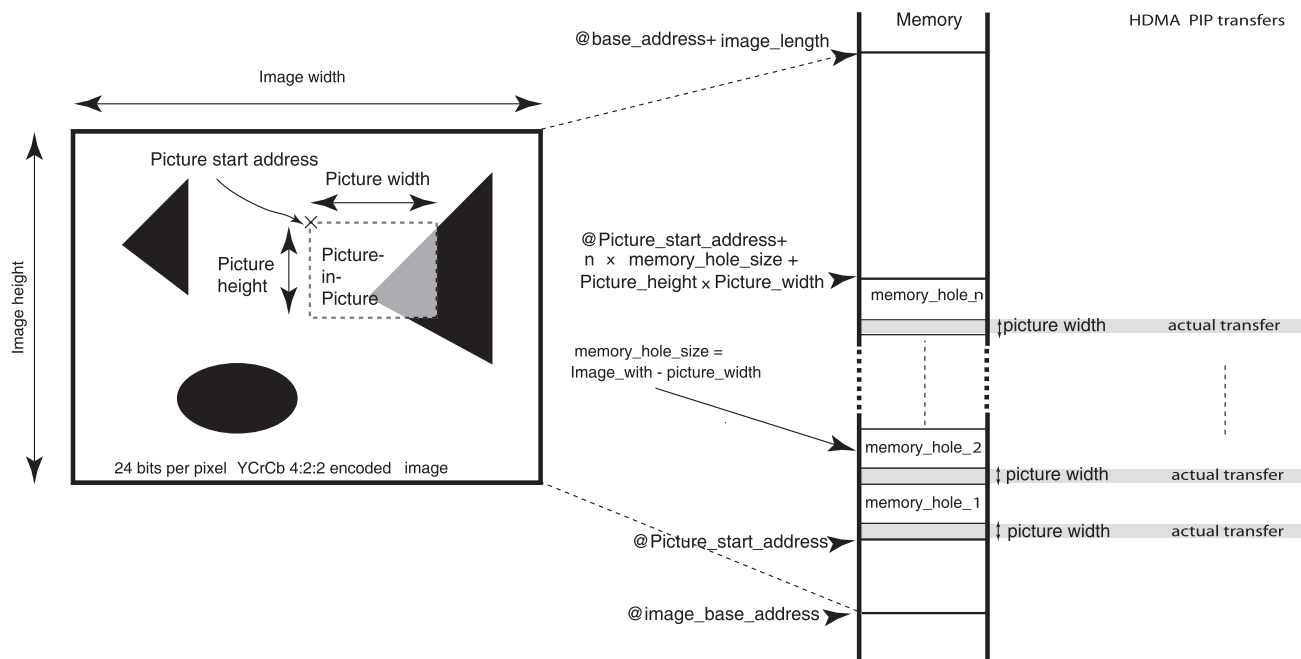 Memory
HDMA PIP transfers
@base_address+ image_length
Image width
Image height
Picture start address
Picture width
Picture
height
Picture-
in-
Picture
24 bits per pixel YCrCb 4:2:2 encoded image
@Picture_start_address+
n x memory_hole_size +
Picture_height x Picture_width
memory_hole_n
picture width
actual transfer
memory_hole_size =
Image_with - picture_width
memory_hole_2
picture width
actual transfer
memory_hole_1
picture width
actual transfer
@Picture_start_address
@image_base_address